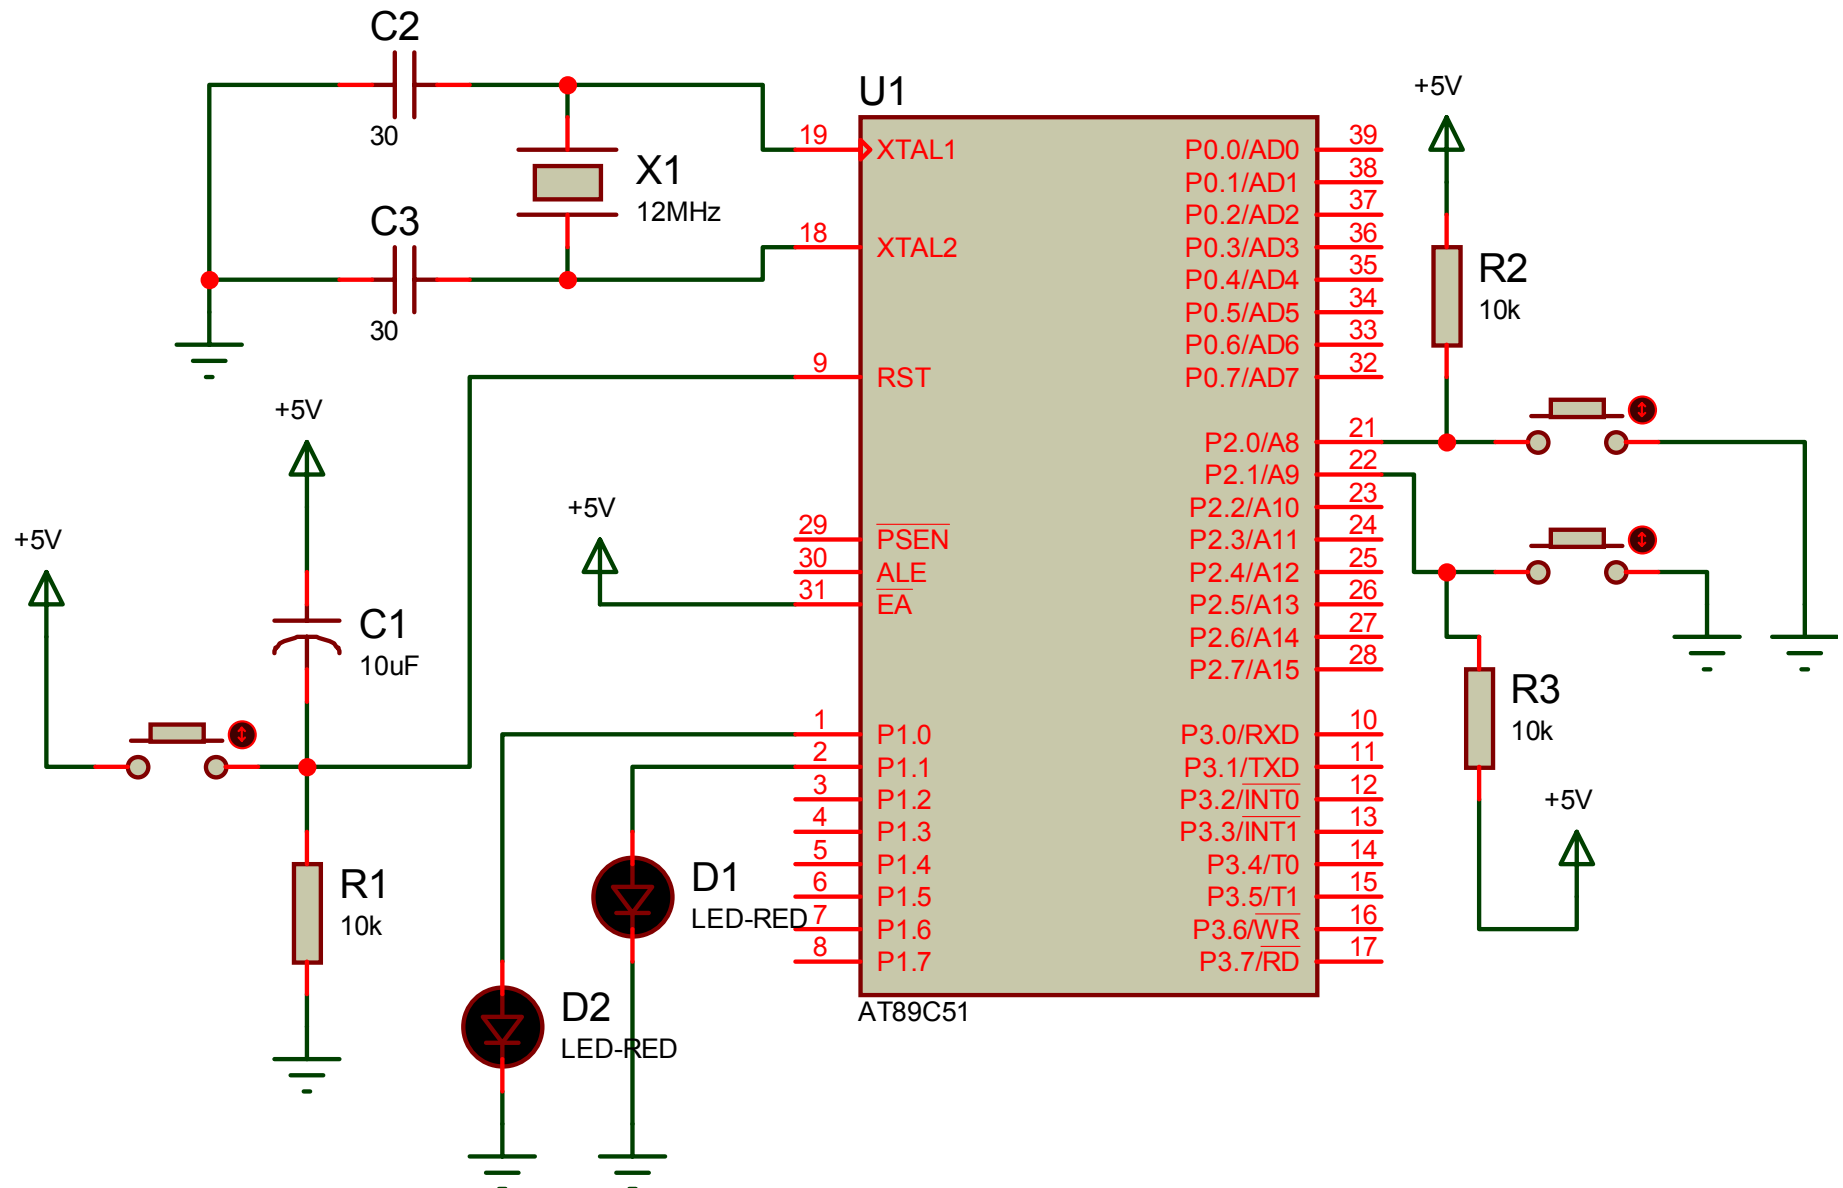 C2
30
X1
12MHz
C3
30
U1
19 XTAL1
18 XTAL2
9 RST
29 PSEN
30 ALE
31 EA
1 P1.0
2 P1.1
3 P1.2
4 P1.3
5 P1.4
6 P1.5
7 P1.6
8 P1.7
P0.0/AD0 39
P0.1/AD1 38
P0.2/AD2 37
P0.3/AD3 36
P0.4/AD4 35
P0.5/AD5 34
P0.6/AD6 33
P0.7/AD7 32
P2.0/A8 21
P2.1/A9 22
P2.2/A10 23
P2.3/A11 24
P2.4/A12 25
P2.5/A13 26
P2.6/A14 27
P2.7/A15 28
P3.0/RXD 10
P3.1/TXD 11
P3.2/INT0 12
P3.3/INT1 13
P3.4/T0 14
P3.5/T1 15
P3.6/WR 16
P3.7/RD 17
AT89C51
+5V
R2
10k
+5V
+5V
+5V
C1
10uF
R1
10k
D1
LED-RED
D2
LED-RED
R3
10k
+5V